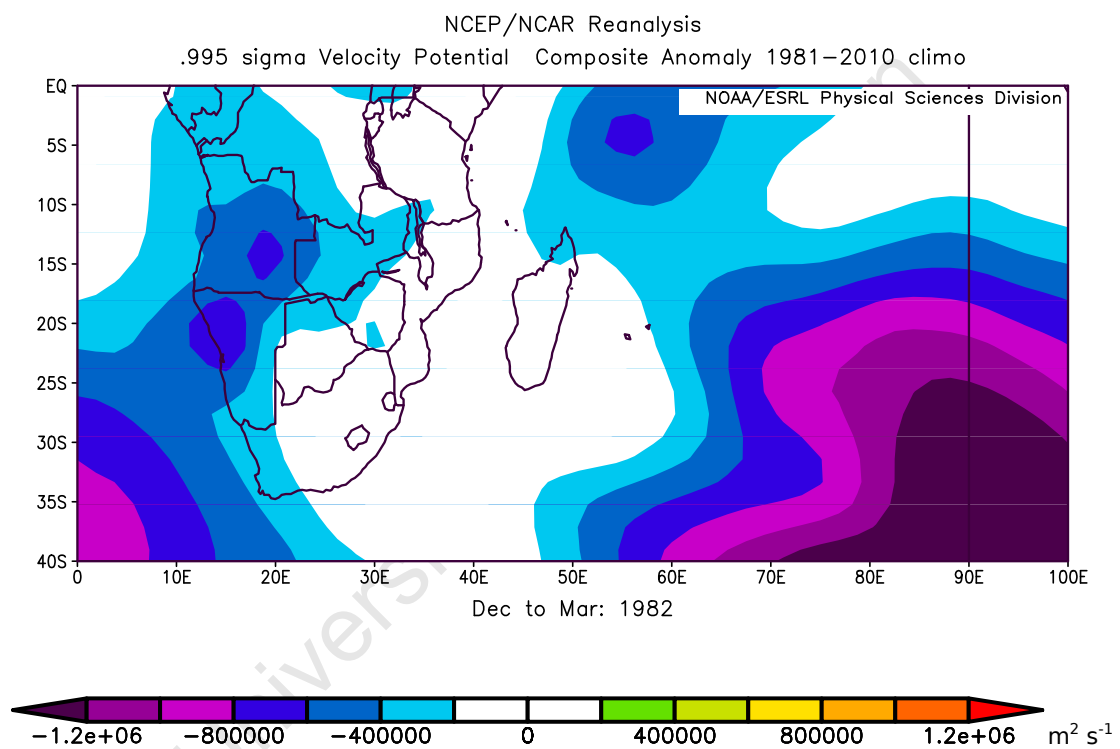 NCEP/NCAR Reanalysis
.995 sigma Velocity Potential Composite Anomaly 1981−2010 climo
NOAA/ESRL Physical Sciences Division
EQ
5S
10S
15S
20S
25S
30S
35S
40S
0 10E 20E 30E 40E 50E 60E 70E 80E 90E 100E
Dec to Mar: 1982
−1.2e+06 −800000 −400000 0 400000 800000 1.2e+06 m² s⁻¹